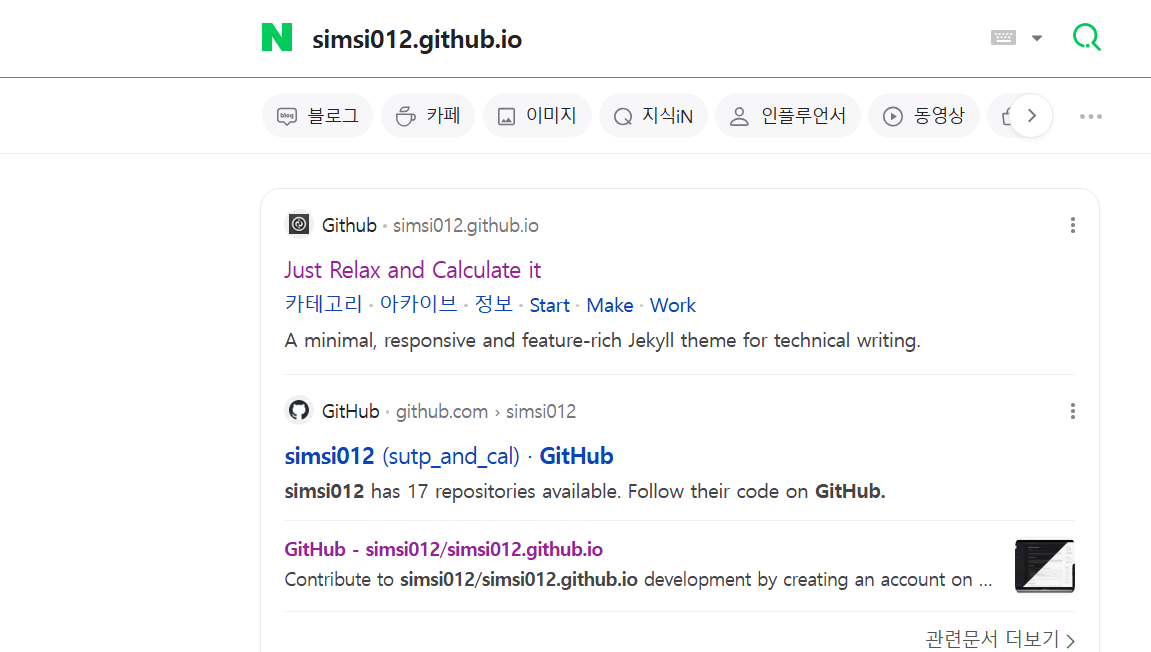 N simsi012.github.io
blog 블로그 카페 이미지 지식iN 인플루언서 동영상
Github · simsi012.github.io
Just Relax and Calculate it
카테고리 · 아카이브 · 정보 · Start · Make · Work
A minimal, responsive and feature-rich Jekyll theme for technical writing.
GitHub · github.com › simsi012
simsi012 (sutp_and_cal) · GitHub
simsi012 has 17 repositories available. Follow their code on GitHub.
GitHub - simsi012/simsi012.github.io
Contribute to simsi012/simsi012.github.io development by creating an account on ...
관련문서 더보기